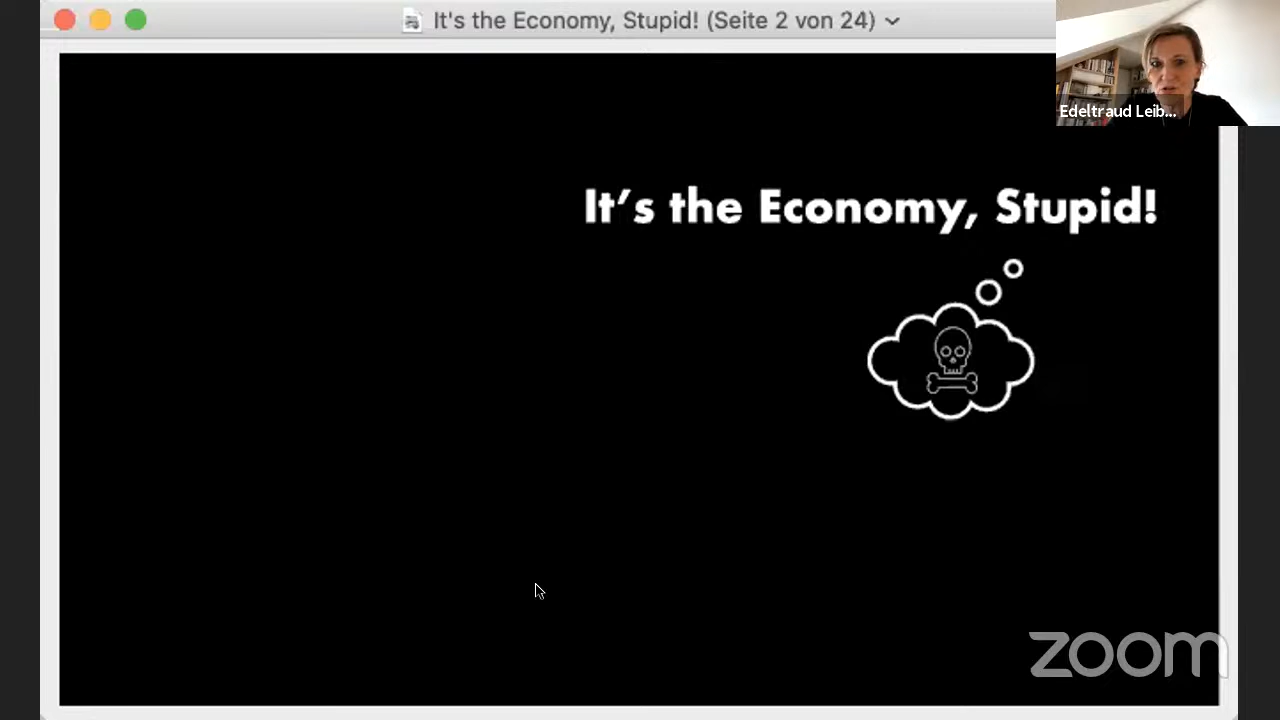 It's the Economy, Stupid! (Seite 2 von 24)
Edeltraud Leib...
It’s the Economy, Stupid!
zoom